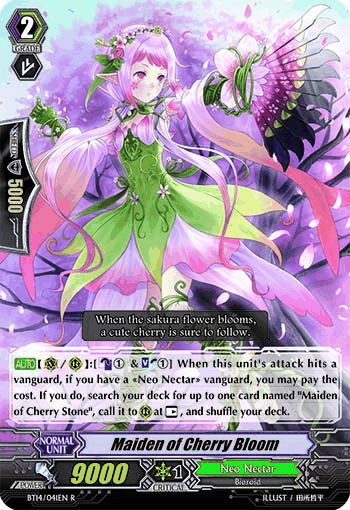 2
GRADE
SHIELD
5000
When the sakura flower blooms,
a cute cherry is sure to follow.
AUTO [ / ]:[ ① & V ①] When this unit's attack hits a
vanguard, if you have a «Neo Nectar» vanguard, you may pay the
cost. If you do, search your deck for up to one card named "Maiden
of Cherry Stone", call it to at , and shuffle your deck.
NORMAL UNIT Maiden of Cherry Bloom
POWER 9000 1 CRITICAL Neo Nectar
Bioroid
BT14/041EN R ILLUST / 田所哲平